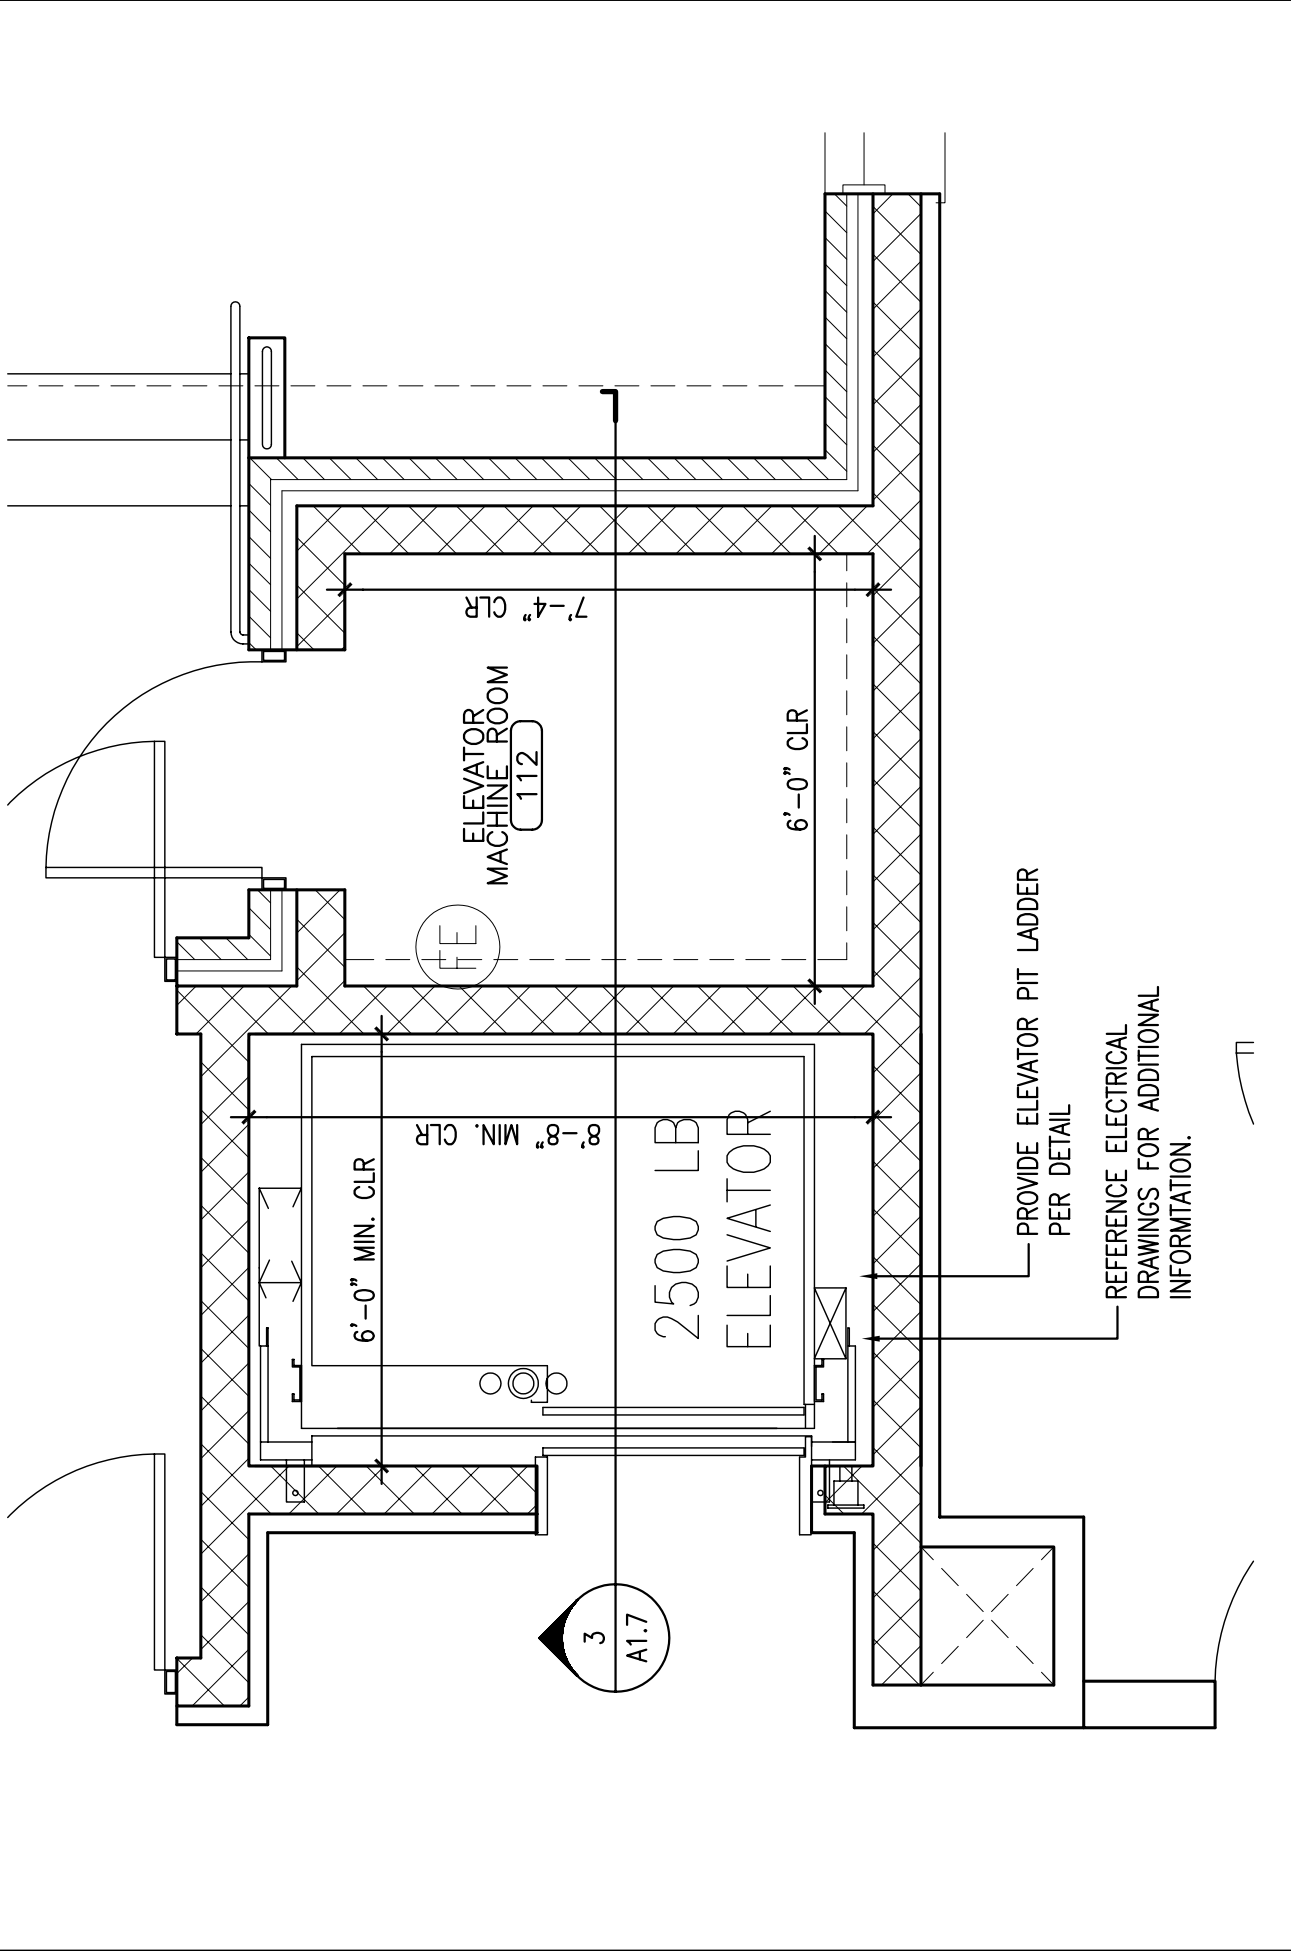 7'-4" CLR
ELEVATOR
MACHINE ROOM
112
6'-0" CLR
FE
8'-8" MIN. CLR
6'-0" MIN. CLR
2500 LB
ELEVATOR
PROVIDE ELEVATOR PIT LADDER
PER DETAIL
REFERENCE ELECTRICAL
DRAWINGS FOR ADDITIONAL
INFORMTATION.
3
A1.7